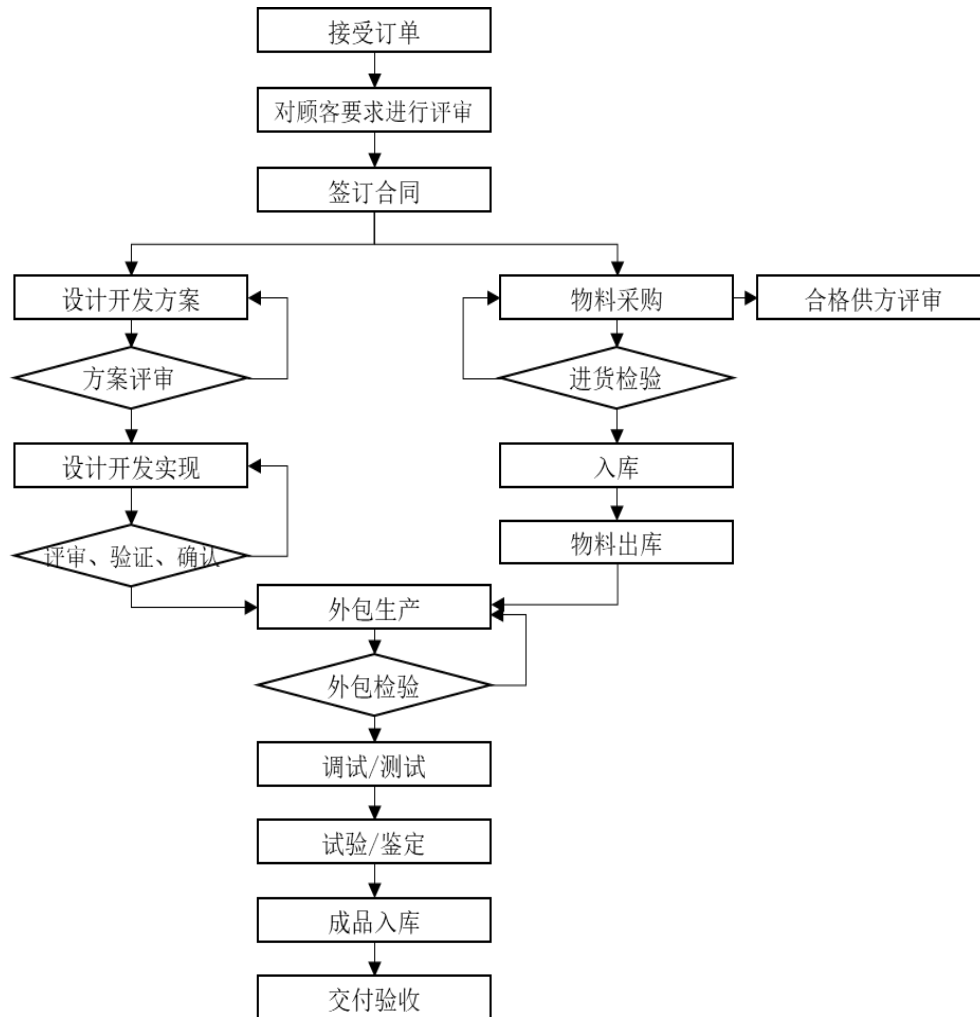 接受订单
对顾客要求进行评审
签订合同
设计开发方案
物料采购
合格供方评审
方案评审
进货检验
设计开发实现
入库
物料出库
评审、验证、确认
外包生产
外包检验
调试/测试
试验/鉴定
成品入库
交付验收